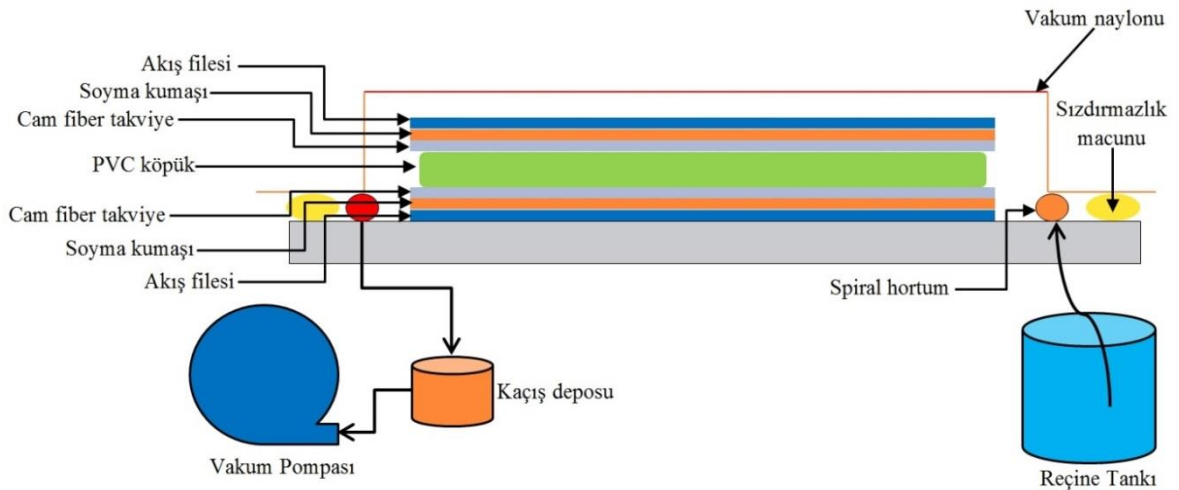 Vakum naylonu
Akış filesi
Soyma kumaşı
Cam fiber takviye
PVC köpük
Sızdırmazlık
macunu
Cam fiber takviye
Soyma kumaşı
Akış filesi
Spiral hortum
Kaçış deposu
Vakum Pompası
Reçine Tankı